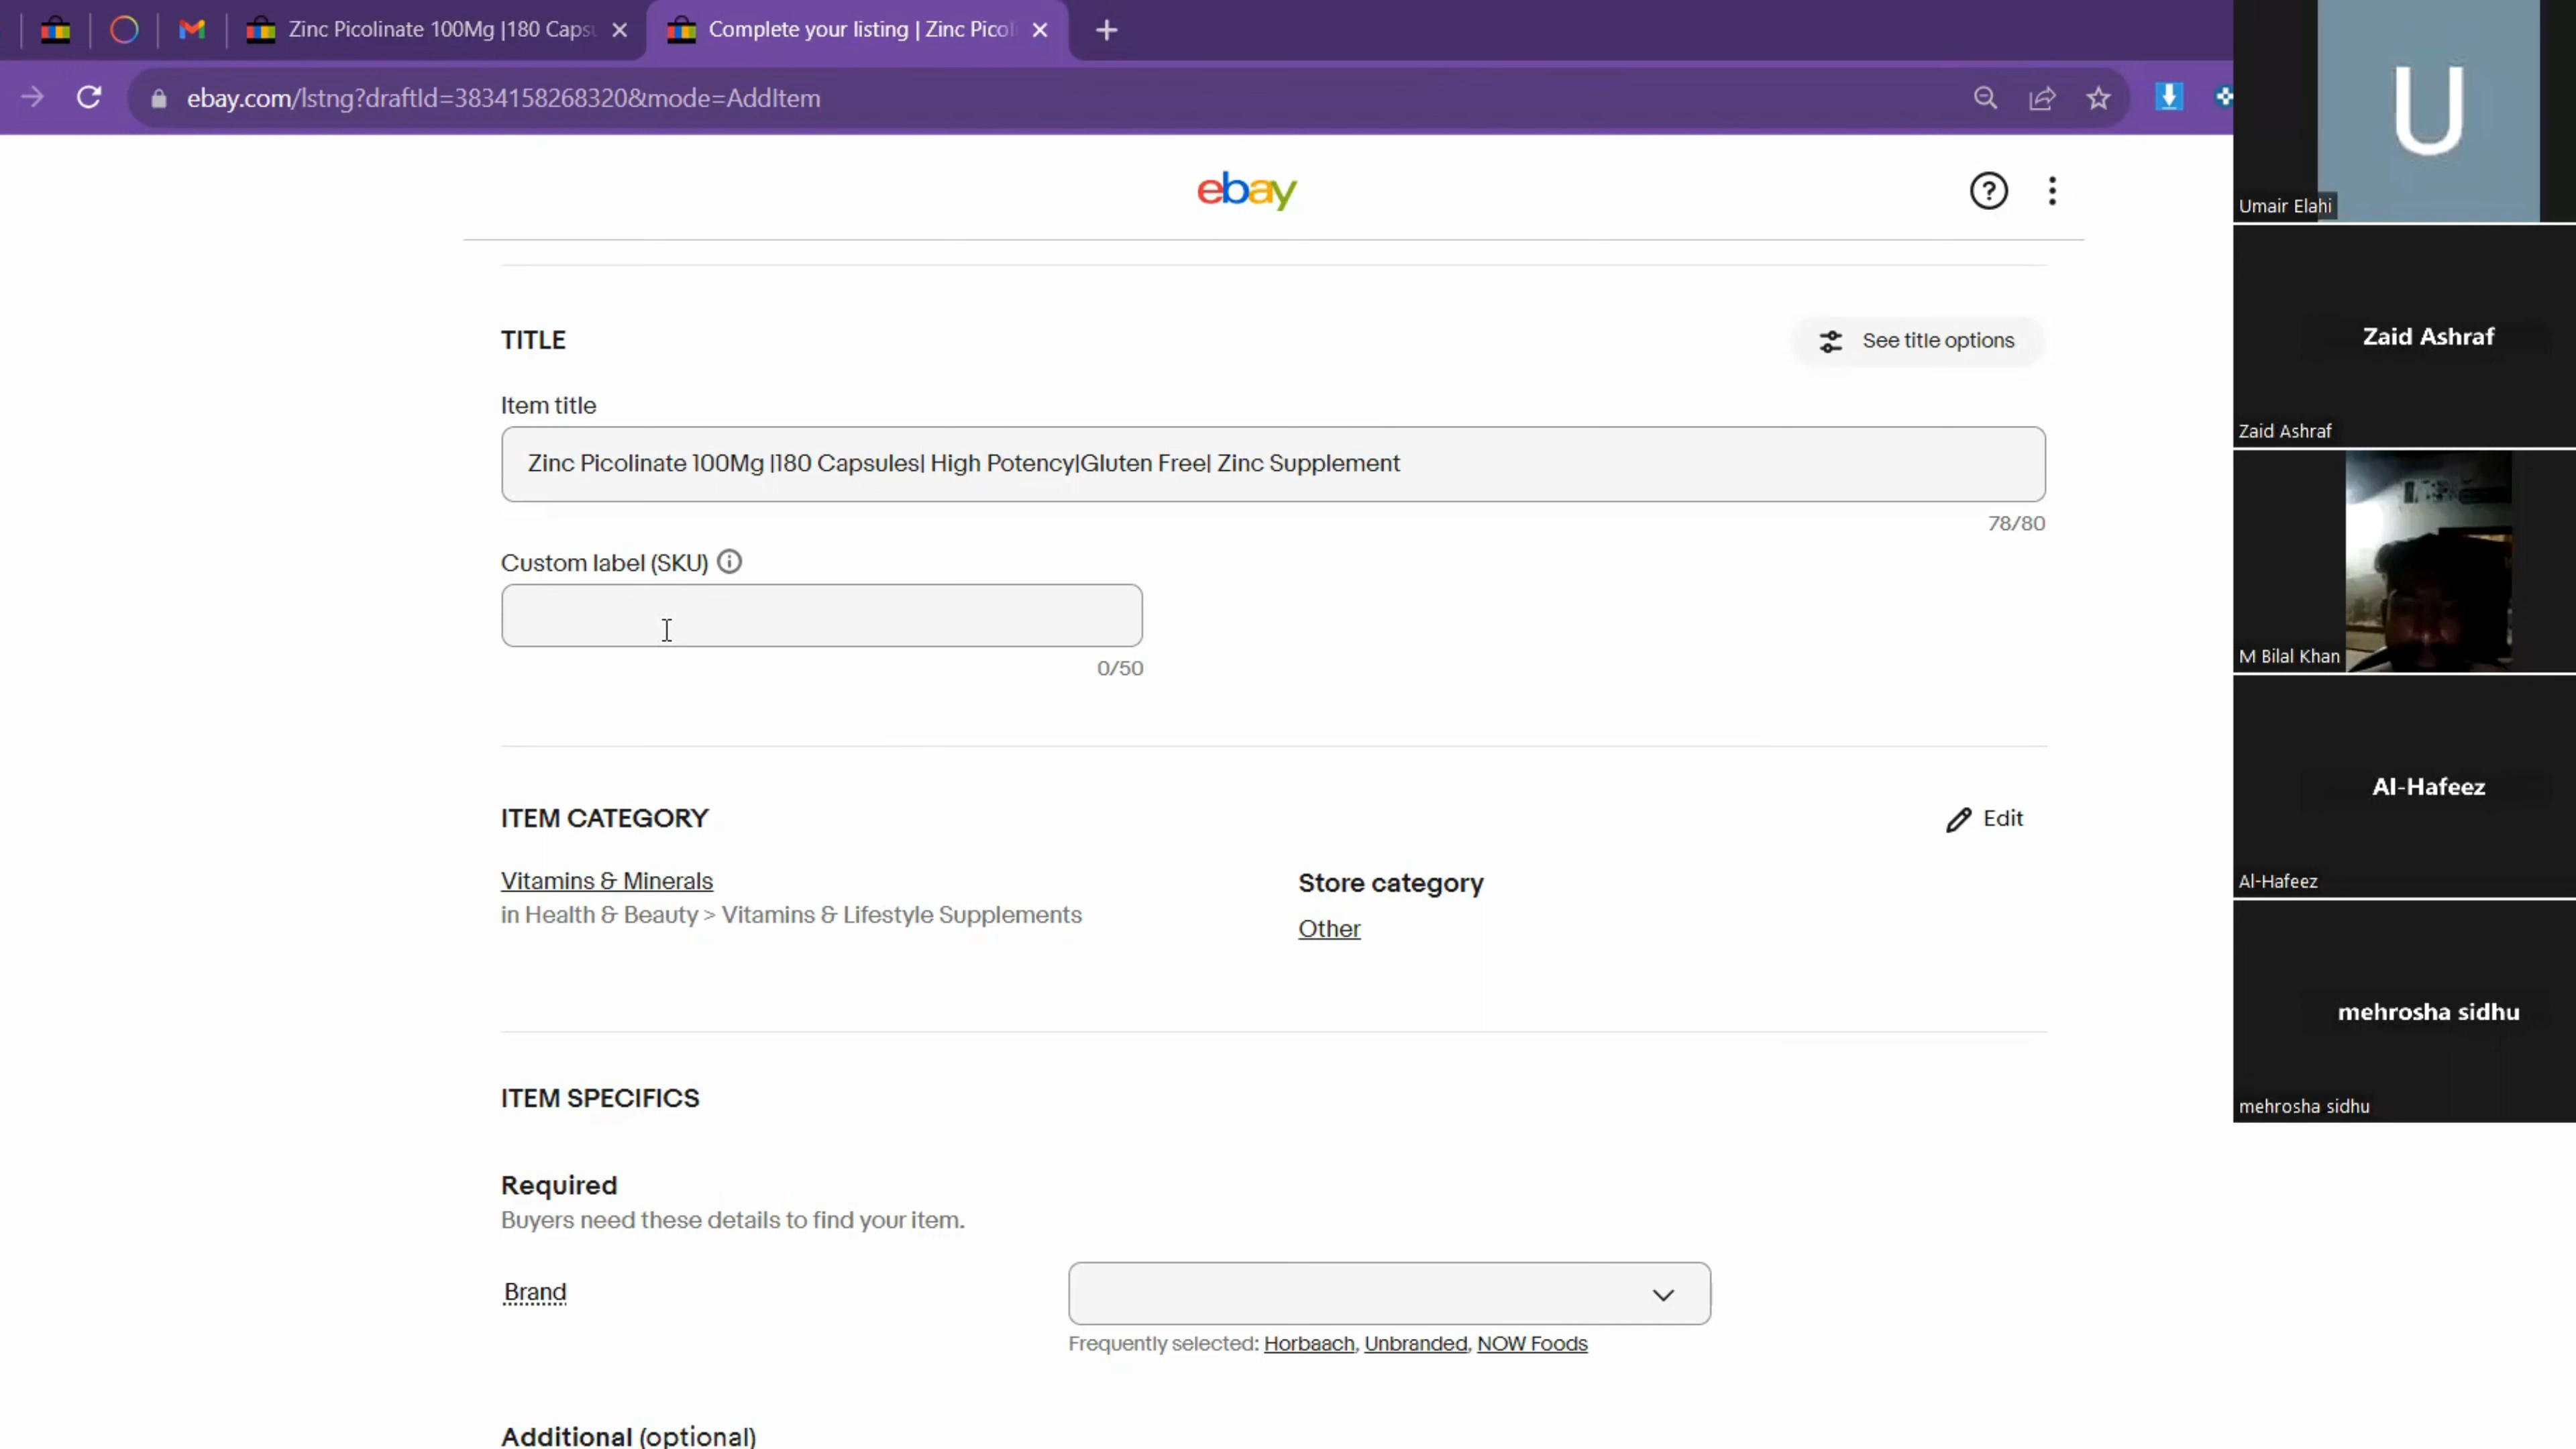 Zinc Picolinate 100Mg |180 Caps
Complete your listing | Zinc Picol
ebay.com/lstng?draftId=3834158268320&mode=AddItem
ebay
TITLE
See title options
Item title
Zinc Picolinate 100Mg |180 Capsules| High Potency|Gluten Free| Zinc Supplement
78/80
Custom label (SKU)
0/50
ITEM CATEGORY
Edit
Vitamins & Minerals
in Health & Beauty > Vitamins & Lifestyle Supplements
Store category
Other
ITEM SPECIFICS
Required
Buyers need these details to find your item.
Brand
Frequently selected: Horbaach, Unbranded, NOW Foods
Additional (optional)
U
Umair Elahi
Zaid Ashraf
Zaid Ashraf
M Bilal Khan
Al-Hafeez
Al-Hafeez
mehrosha sidhu
mehrosha sidhu